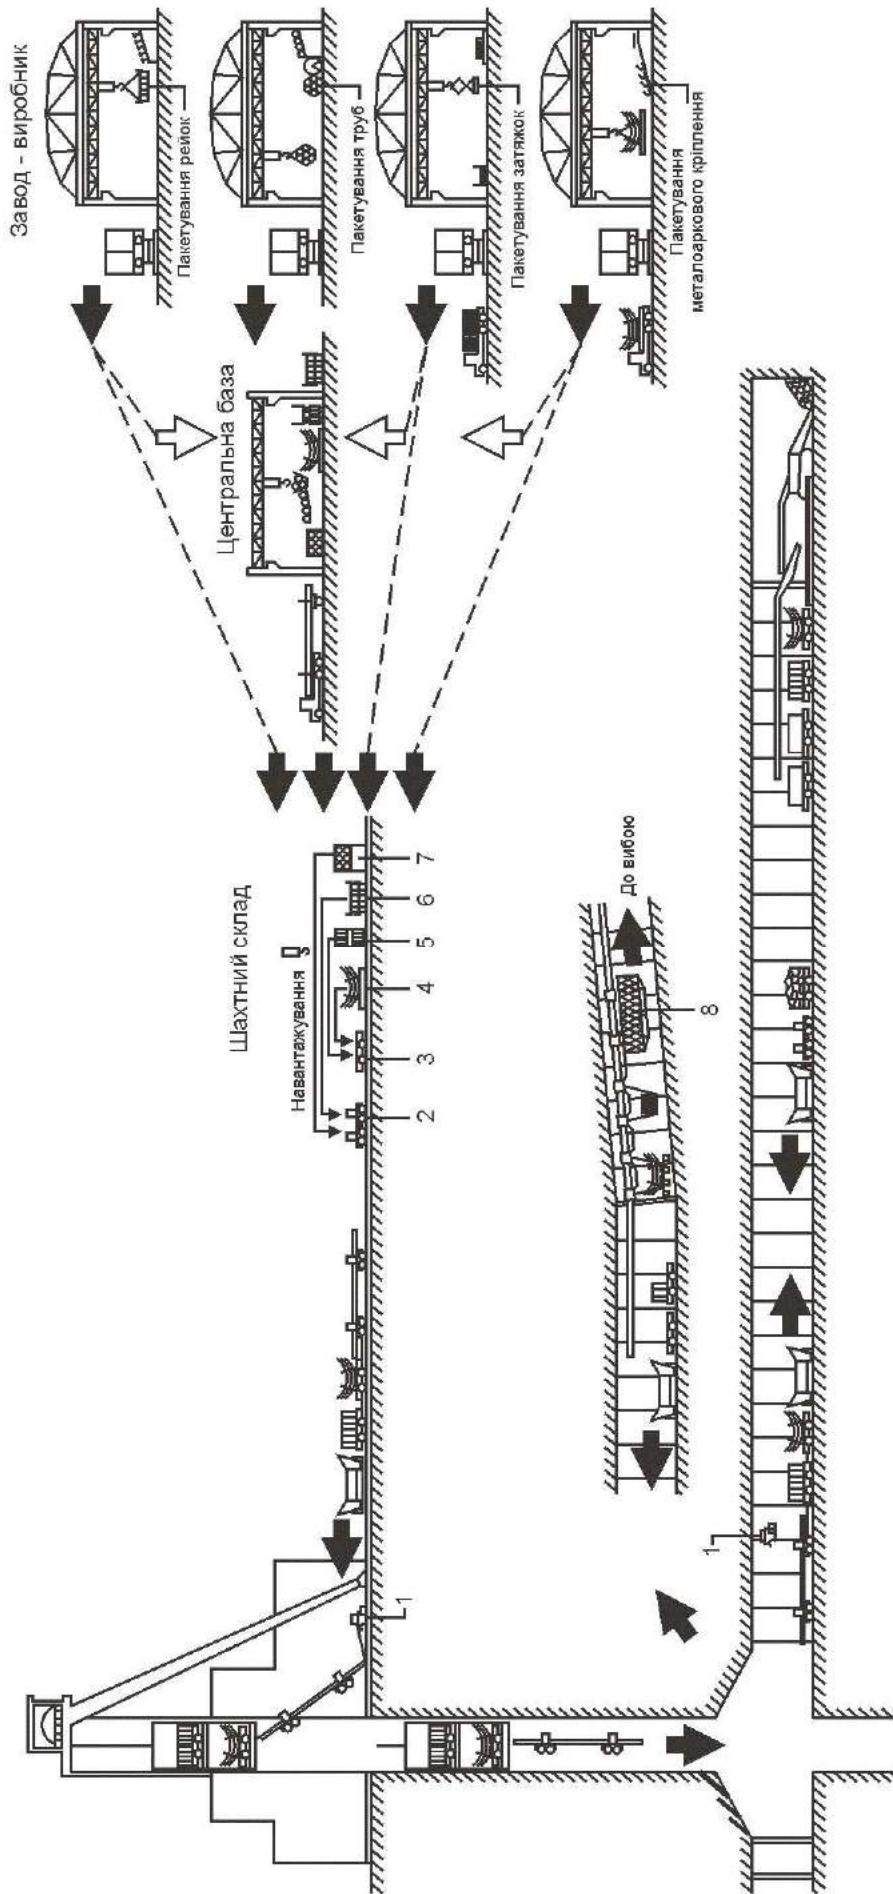 Завод - виробник
Пакетування рейок
Пакетування труб
Пакетування затяжок
Пакетування
металоаркового кріплення
Центральна база
Шахтний склад
Навантажування
7
6
5
4
3
2
1
До вибою
8
1